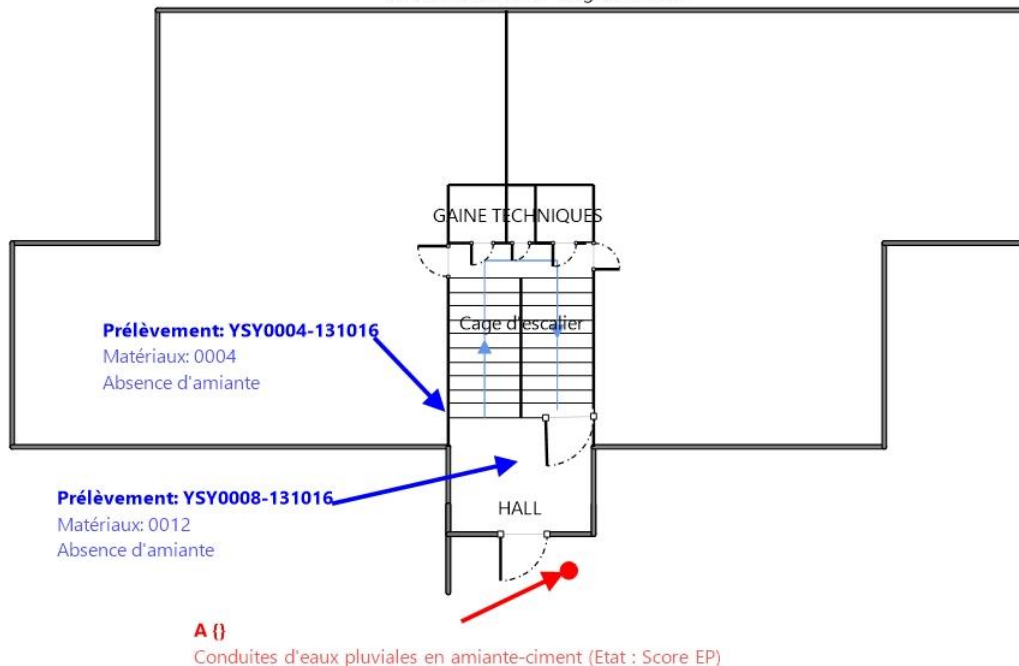 GAINE TECHNIQUES
Cage d'escalier
Prélèvement: YSY0004-131016
Matériaux: 0004
Absence d'amiante
Prélèvement: YSY0008-131016
Matériaux: 0012
Absence d'amiante
HALL
A {}
Conduites d'eaux pluviales en amiante-ciment (Etat : Score EP)